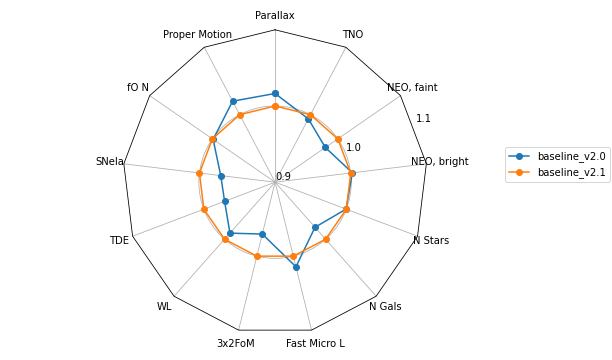 Parallax
Proper Motion
TNO
fO N
NEO, faint
1.1
1.0
baseline_v2.0
SNeIa
NEO, bright
baseline_v2.1
0.9
TDE
N Stars
WL
N Gals
3x2FoM
Fast Micro L